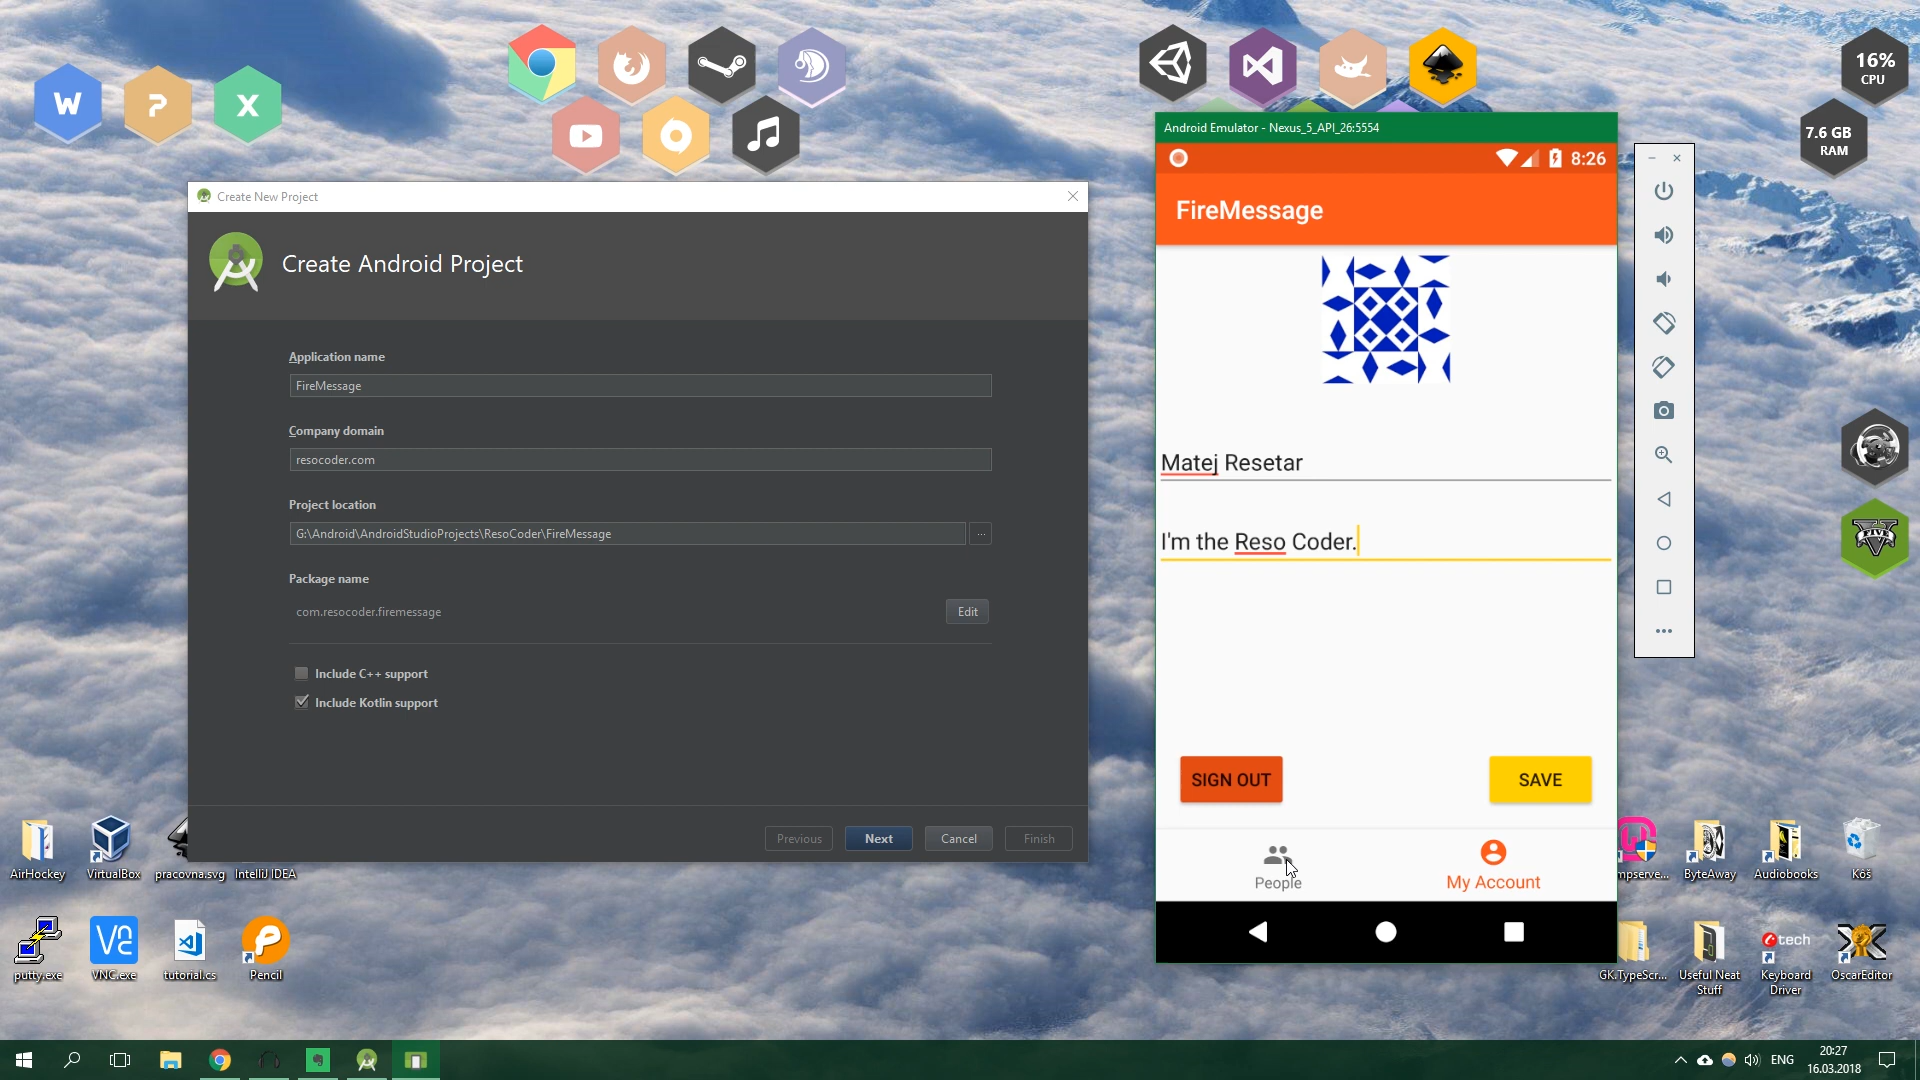 W
P
X
16%
CPU
7.6 GB
RAM
Android Emulator - Nexus_5_API_26:5554
8:26
FireMessage
Create New Project
Create Android Project
Application name
FireMessage
Company domain
resocoder.com
Project location
G:\Android\AndroidStudioProjects\ResoCoder\FireMessage
...
Package name
com.resocoder.firemessage
Edit
Include C++ support
Include Kotlin support
Previous
Next
Cancel
Finish
Matej Resetar
I'm the Reso Coder.
SIGN OUT
SAVE
People
My Account
AirHockey
VirtualBox
pracovna.svg
IntelliJ IDEA
mpserve...
ByteAway
Audiobooks
Kôš
putty.exe
VNC.exe
tutorial.cs
Pencil
GK.TypeScr...
Useful Neat
Stuff
tech
Keyboard
Driver
OscarEditor
ENG
20:27
16.03.2018